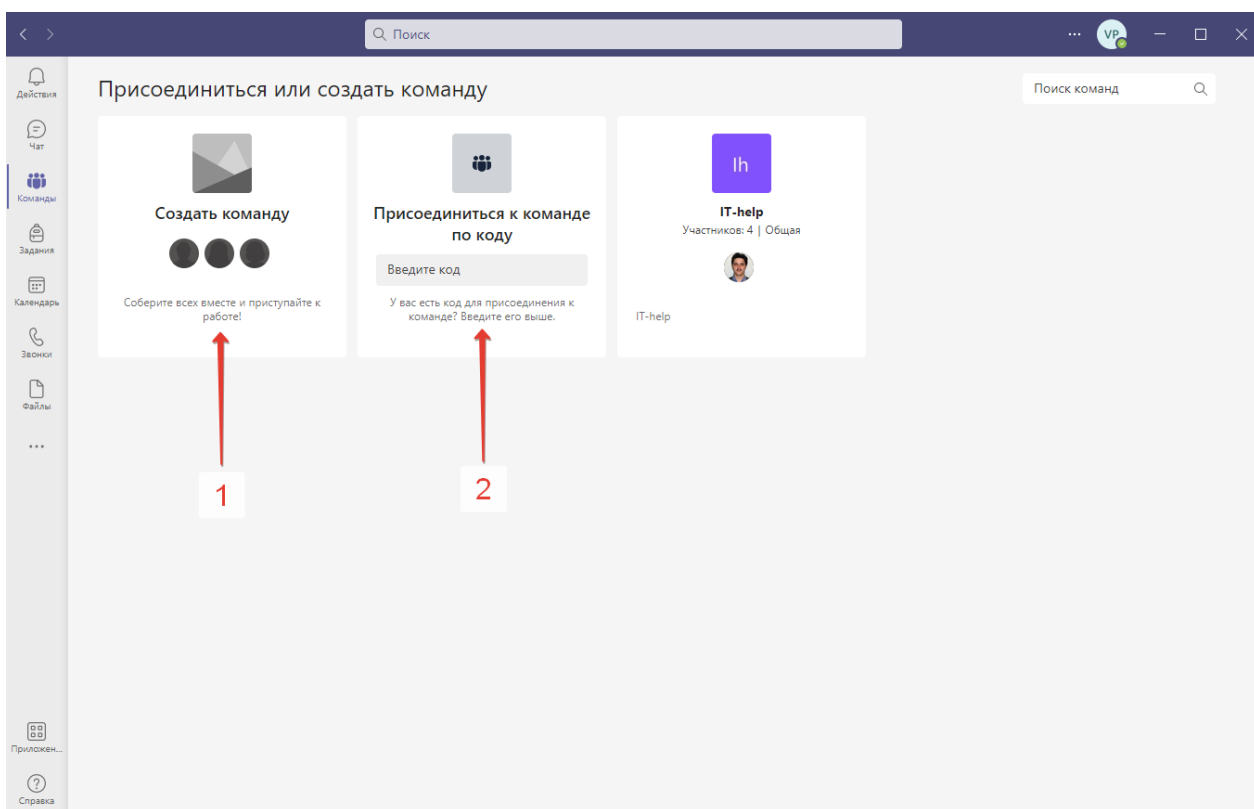 Поиск
VP
Действия
Чат
Команды
Задания
Календарь
Звонки
Файлы
Приложен...
Справка
Присоединиться или создать команду
Поиск команд
Создать команду
Соберите всех вместе и приступайте к
работе!
Присоединиться к команде
по коду
Введите код
У вас есть код для присоединения к
команде? Введите его выше.
Ih
IT-help
Участников: 4 | Общая
IT-help
1
2